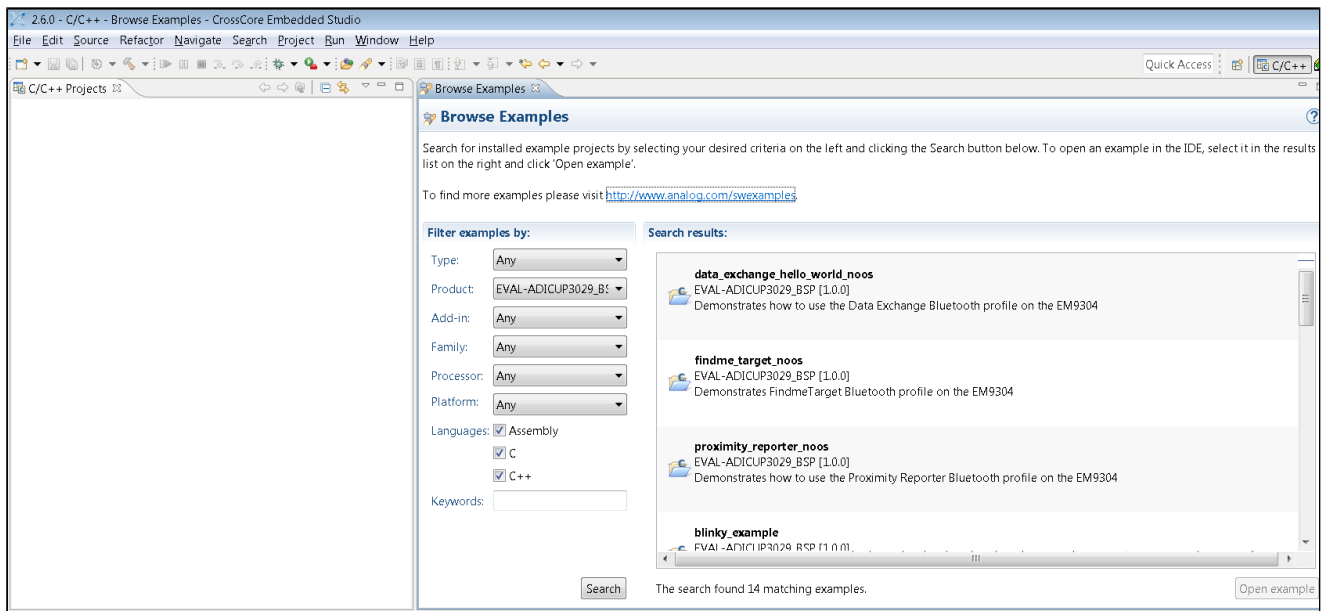 2.6.0 - C/C++ - Browse Examples - CrossCore Embedded Studio
File Edit Source Refactor Navigate Search Project Run Window Help
Quick Access C/C++
C/C++ Projects
Browse Examples
Browse Examples
Search for installed example projects by selecting your desired criteria on the left and clicking the Search button below. To open an example in the IDE, select it in the results
list on the right and click 'Open example'.
To find more examples please visit http://www.analog.com/swexamples.
Filter examples by:
Type: Any
Product: EVAL-ADICUP3029_BS
Add-in: Any
Family: Any
Processor: Any
Platform: Any
Languages: Assembly
C
C++
Keywords:
Search
Search results:
data_exchange_hello_world_noos
EVAL-ADICUP3029_BSP [1.0.0]
Demonstrates how to use the Data Exchange Bluetooth profile on the EM9304
findme_target_noos
EVAL-ADICUP3029_BSP [1.0.0]
Demonstrates FindmeTarget Bluetooth profile on the EM9304
proximity_reporter_noos
EVAL-ADICUP3029_BSP [1.0.0]
Demonstrates how to use the Proximity Reporter Bluetooth profile on the EM9304
blinky_example
EVAL-ADICUP3029_BSP [1.0.0]
The search found 14 matching examples.
Open example